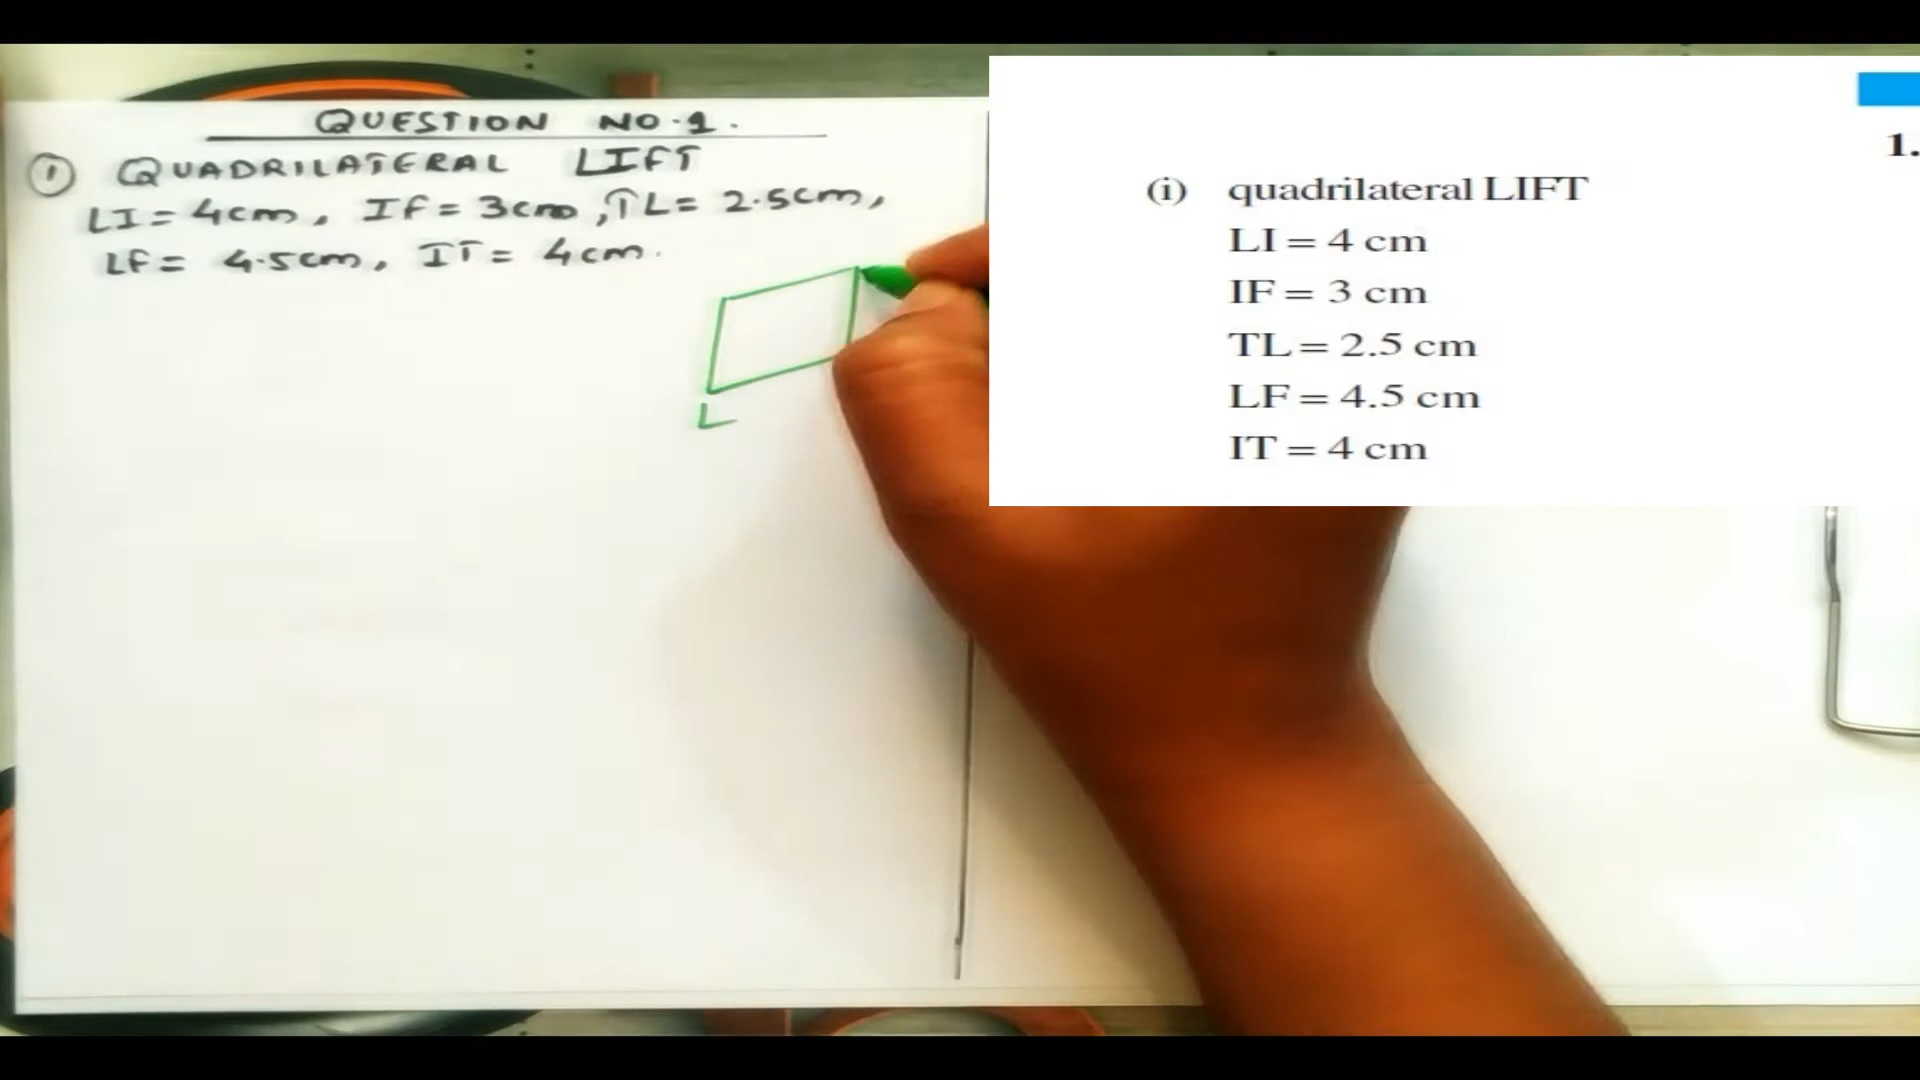 QUESTION NO.1.
① QUADRILATERAL LIFT
LI = 4cm, IF = 3cm, TL = 2.5cm,
LF = 4.5cm, IT = 4cm.
L
1.
(i) quadrilateral LIFT
LI = 4 cm
IF = 3 cm
TL = 2.5 cm
LF = 4.5 cm
IT = 4 cm